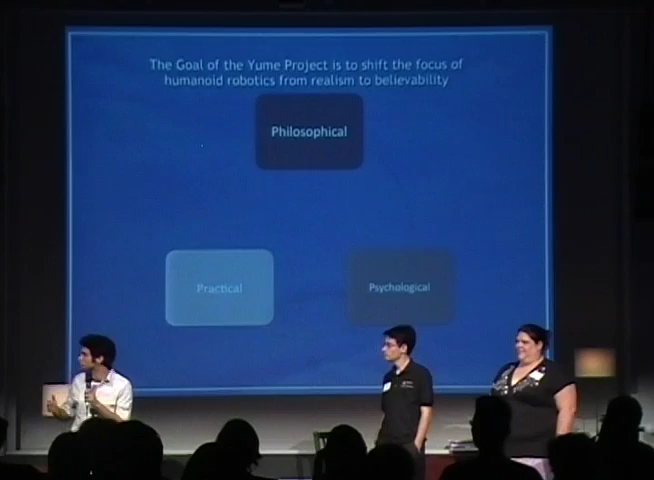 The Goal of the Yume Project is to shift the focus of
humanoid robotics from realism to believability
Philosophical
Practical
Psychological